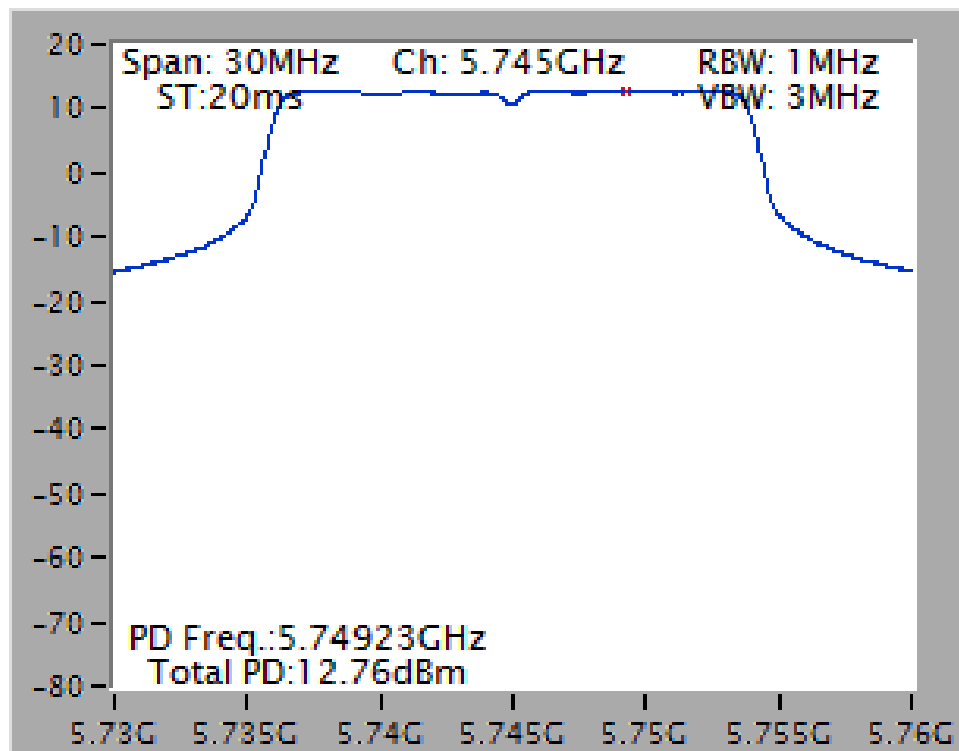 Span: 30MHz Ch: 5.745GHz RBW: 1MHz
ST:20ms VBW: 3MHz
20
10
0
-10
-20
-30
-40
-50
-60
-70
-80
PD Freq.:5.74923GHz
Total PD:12.76dBm
5.73G 5.735G 5.74G 5.745G 5.75G 5.755G 5.76G